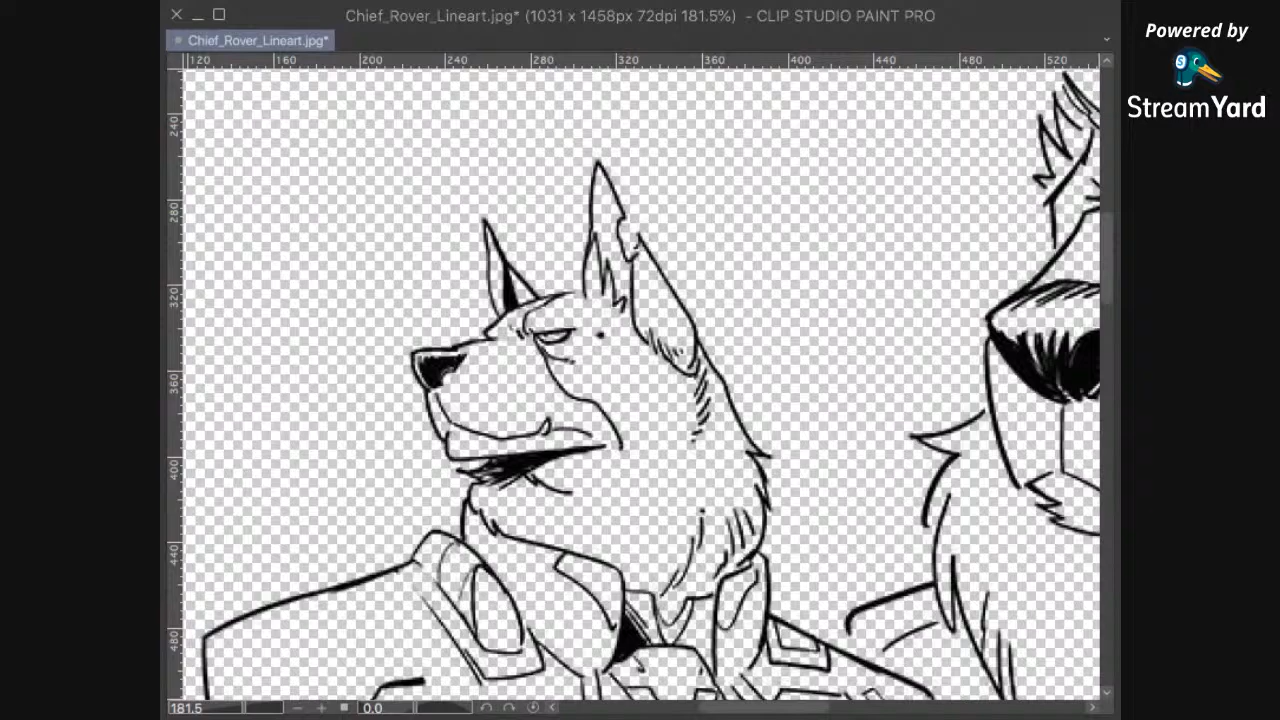 Chief_Rover_Lineart.jpg* (1031 x 1458px 72dpi 181.5%) - CLIP STUDIO PAINT PRO
Powered by
StreamYard
Chief_Rover_Lineart.jpg*
120 160 200 240 280 320 360 400 440 480 520
240
280
320
360
400
440
480
181.5 0.0